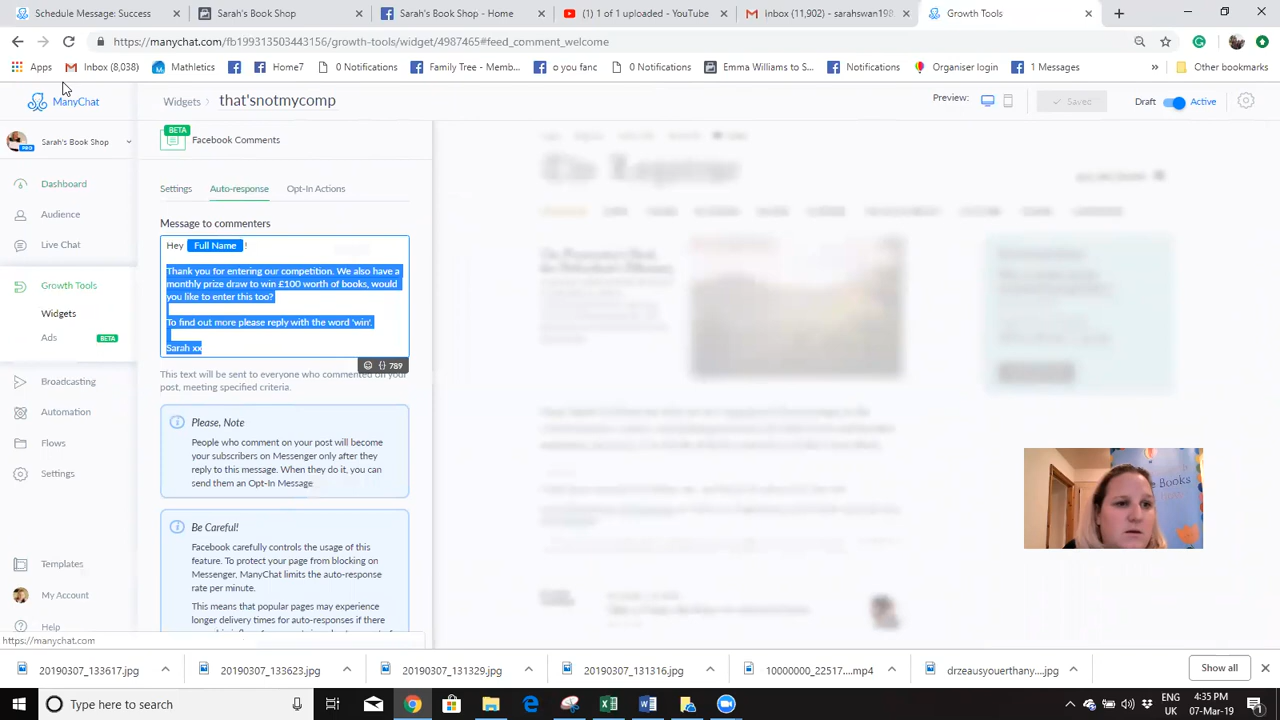 Schedule Message: Success
Sarah's Book Shop
Sarah's Book Shop - Home
(1) 1 of 1 uploaded - YouTube
Inbox (11,902) - sarahswan198
Growth Tools
https://manychat.com/fb199313503443156/growth-tools/widget/4987465#feed_comment_welcome
Apps
Inbox (8,038)
Mathletics
Home7
0 Notifications
Family Tree - Memb...
o you fanc
0 Notifications
Emma Williams to S...
Notifications
Organiser login
1 Messages
»
Other bookmarks
ManyChat
Widgets
that'snotmycomp
Preview:
Saved
Draft
Active
Sarah's Book Shop
PRO
BETA
Facebook Comments
Dashboard
Settings
Auto-response
Opt-In Actions
Audience
Message to commenters
Live Chat
Hey Full Name !
Thank you for entering our competition. We also have a
monthly prize draw to win £100 worth of books, would
you like to enter this too?
To find out more please reply with the word 'win'.
Sarah xx
{} 789
Growth Tools
Widgets
Ads
BETA
This text will be sent to everyone who commented on your
post, meeting specified criteria.
Broadcasting
Automation
Flows
Settings
Please, Note
People who comment on your post will become
your subscribers on Messenger only after they
reply to this message. When they do it, you can
send them an Opt-In Message
Be Careful!
Facebook carefully controls the usage of this
feature. To protect your page from blocking on
Messenger, ManyChat limits the auto-response
rate per minute.
This means that popular pages may experience
longer delivery times for auto-responses if there
Templates
My Account
Help
https://manychat.com
Books
20190307_133617.jpg
20190307_133623.jpg
20190307_131329.jpg
20190307_131316.jpg
10000000_22517....mp4
drzeausyouerthany....jpg
Show all
Type here to search
ENG
UK
4:35 PM
07-Mar-19